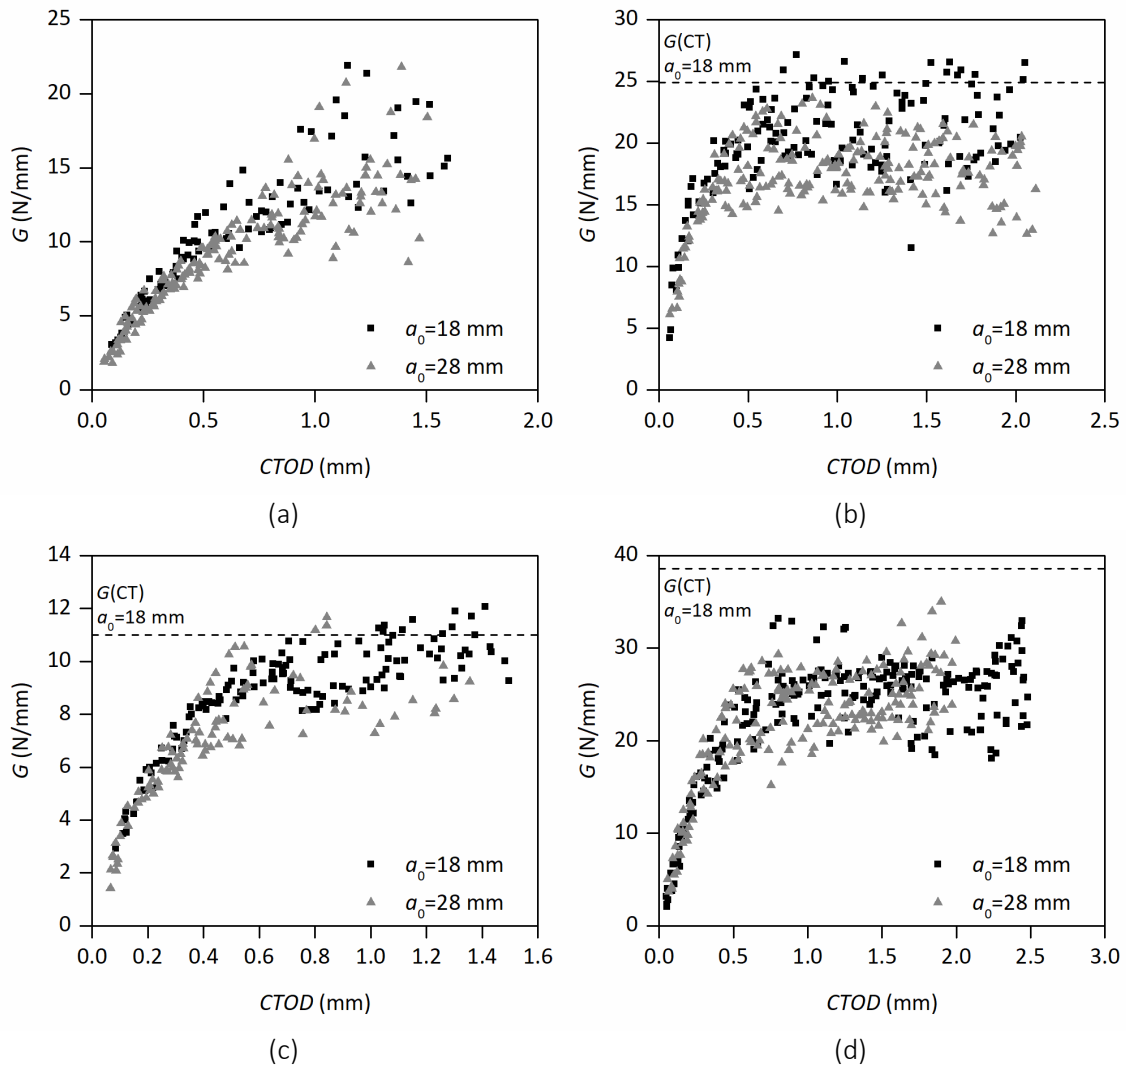 25
20
15
10
5
0
G (N/mm)
0.0 0.5 1.0 1.5 2.0
CTOD (mm)
a0=18 mm
a0=28 mm
(a)
30
25
20
15
10
5
0
G (N/mm)
G(CT)
a0=18 mm
0.0 0.5 1.0 1.5 2.0 2.5
CTOD (mm)
a0=18 mm
a0=28 mm
(b)
14
12
10
8
6
4
2
0
G (N/mm)
G(CT)
a0=18 mm
0.0 0.2 0.4 0.6 0.8 1.0 1.2 1.4 1.6
CTOD (mm)
a0=18 mm
a0=28 mm
(c)
40
30
20
10
0
G (N/mm)
G(CT)
a0=18 mm
0.0 0.5 1.0 1.5 2.0 2.5 3.0
CTOD (mm)
a0=18 mm
a0=28 mm
(d)